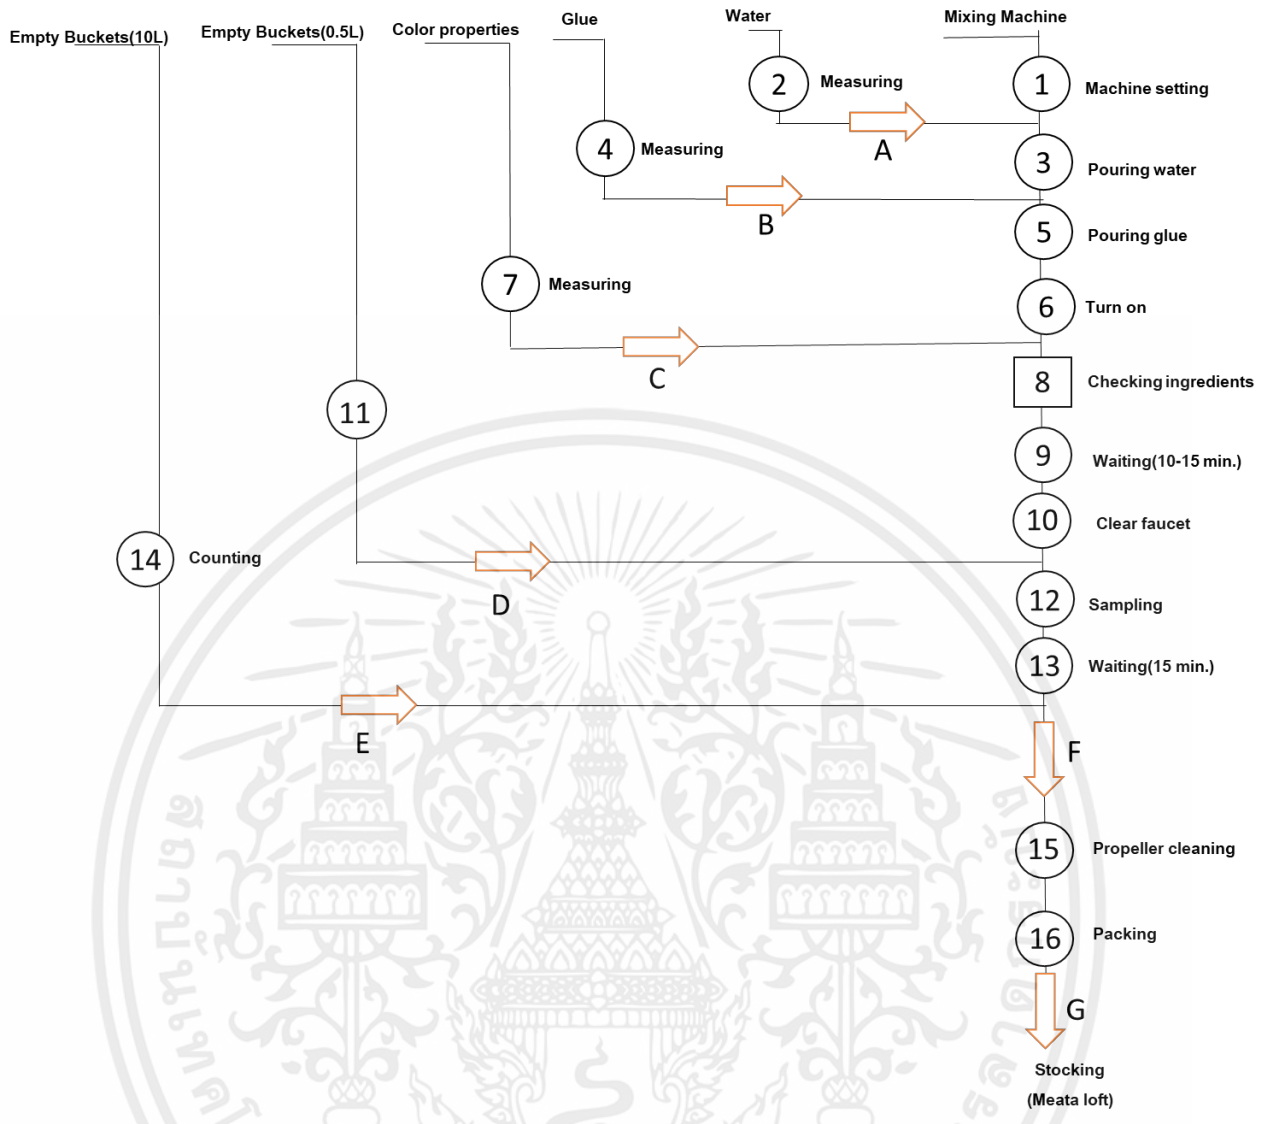 Empty Buckets(10L)
Empty Buckets(0.5L)
Color properties
Glue
Water
Mixing Machine
2
Measuring
1
Machine setting
A
4
Measuring
3
Pouring water
B
5
Pouring glue
7
Measuring
6
Turn on
C
8
Checking ingredients
11
9
Waiting(10-15 min.)
10
Clear faucet
14
Counting
D
12
Sampling
13
Waiting(15 min.)
E
F
15
Propeller cleaning
16
Packing
G
Stocking
(Meata loft)